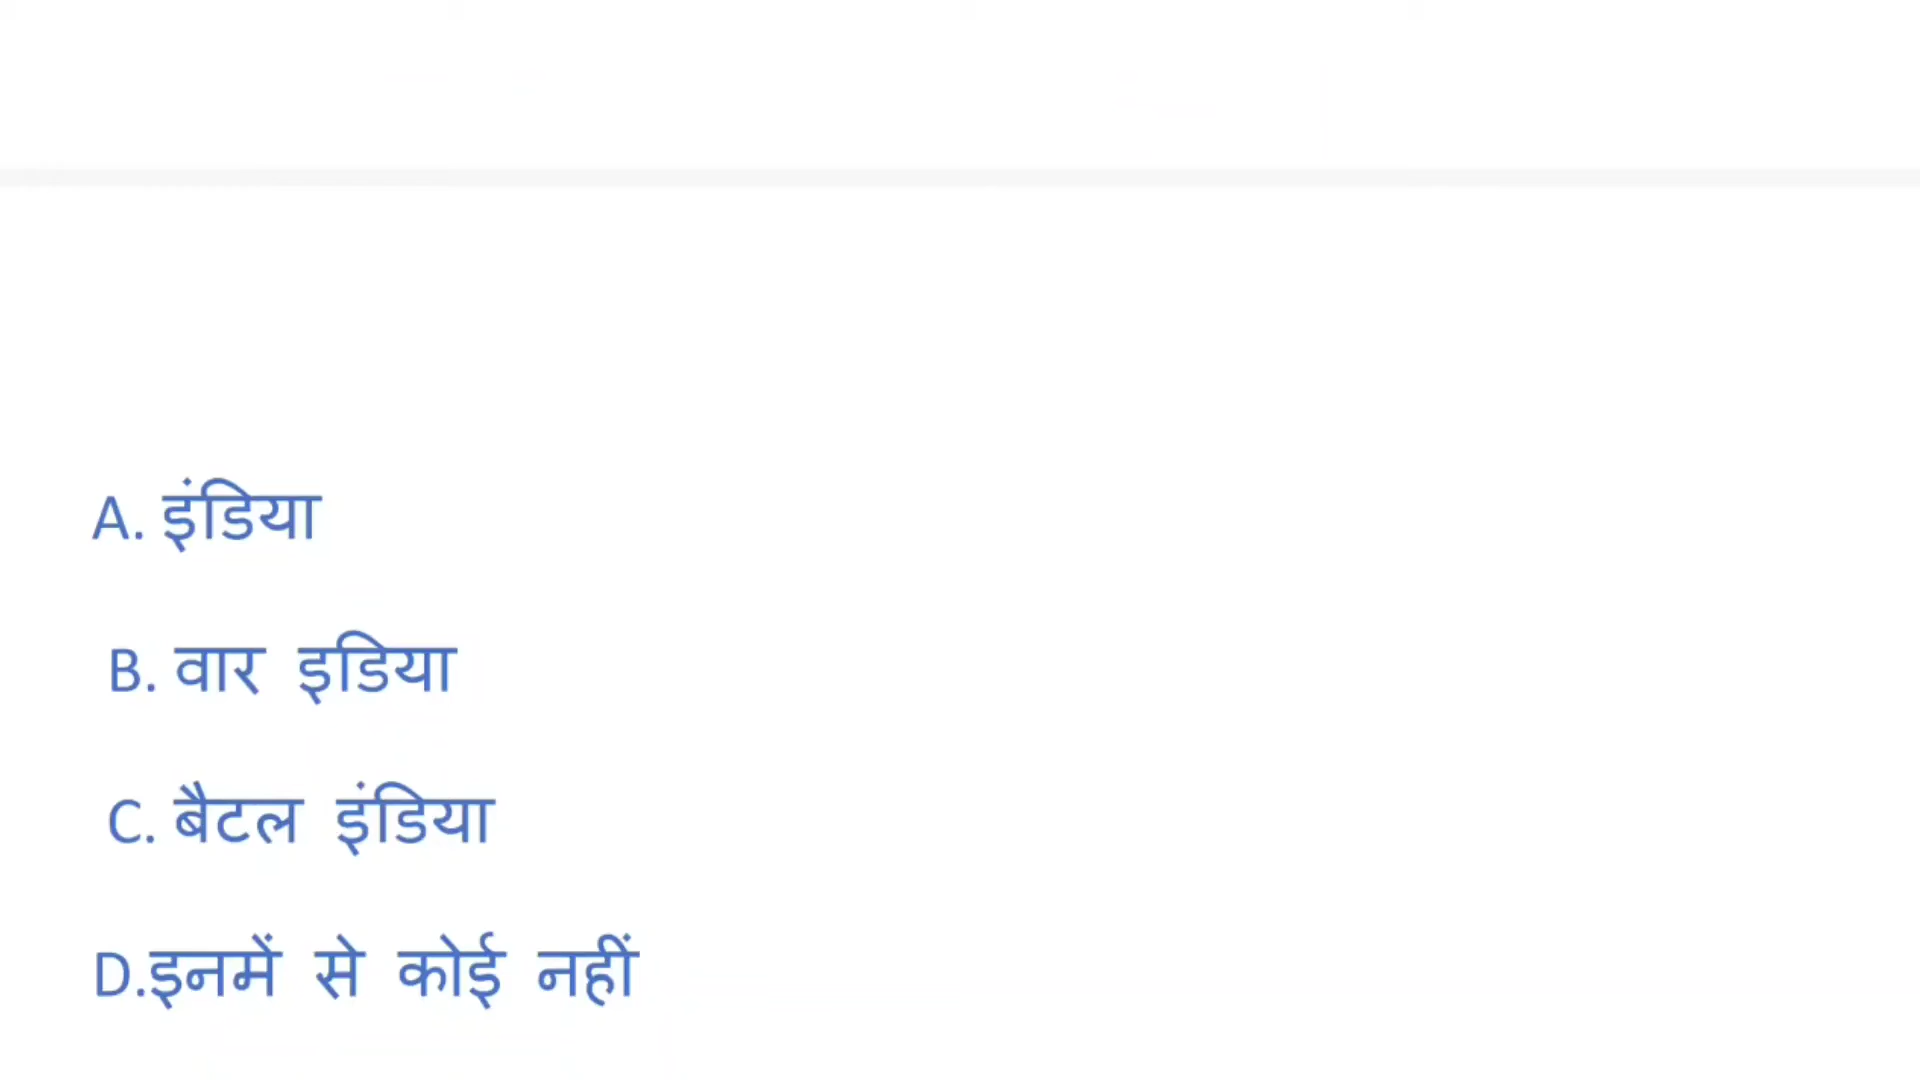 A. इंडिया
B. वार इडिया
C. बैटल इंडिया
D.इनमें से कोई नहीं